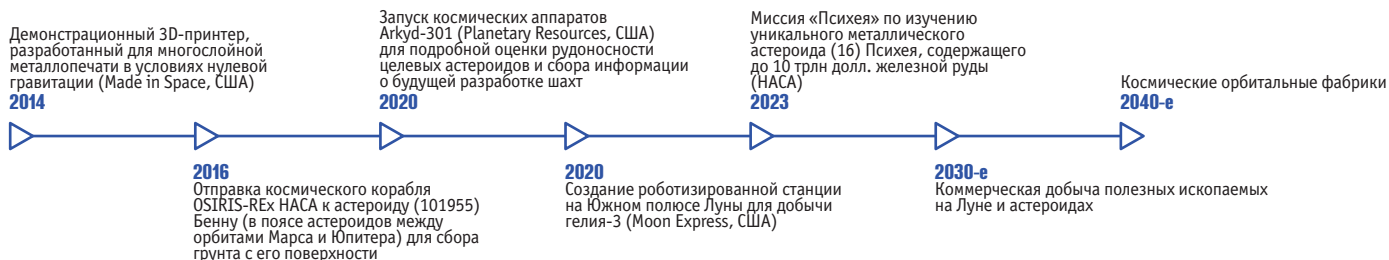 Демонстрационный 3D-принтер,
разработанный для многослойной
металлопечати в условиях нулевой
гравитации (Made in Space, США)
2014
2016
Отправка космического корабля
OSIRIS-REx НАСА к астероиду (101955)
Бенну (в поясе астероидов между
орбитами Марса и Юпитера) для сбора
грунта с его поверхности
Запуск космических аппаратов
Arkyd-301 (Planetary Resources, США)
для подробной оценки рудоносности
целевых астероидов и сбора информации
о будущей разработке шахт
2020
2020
Создание роботизированной станции
на Южном полюсе Луны для добычи
гелия-3 (Moon Express, США)
Миссия «Психея» по изучению
уникального металлического
астероида (16) Психея, содержащего
до 10 трлн долл. железной руды
(НАСА)
2023
2030-е
Коммерческая добыча полезных ископаемых
на Луне и астероидах
Космические орбитальные фабрики
2040-е